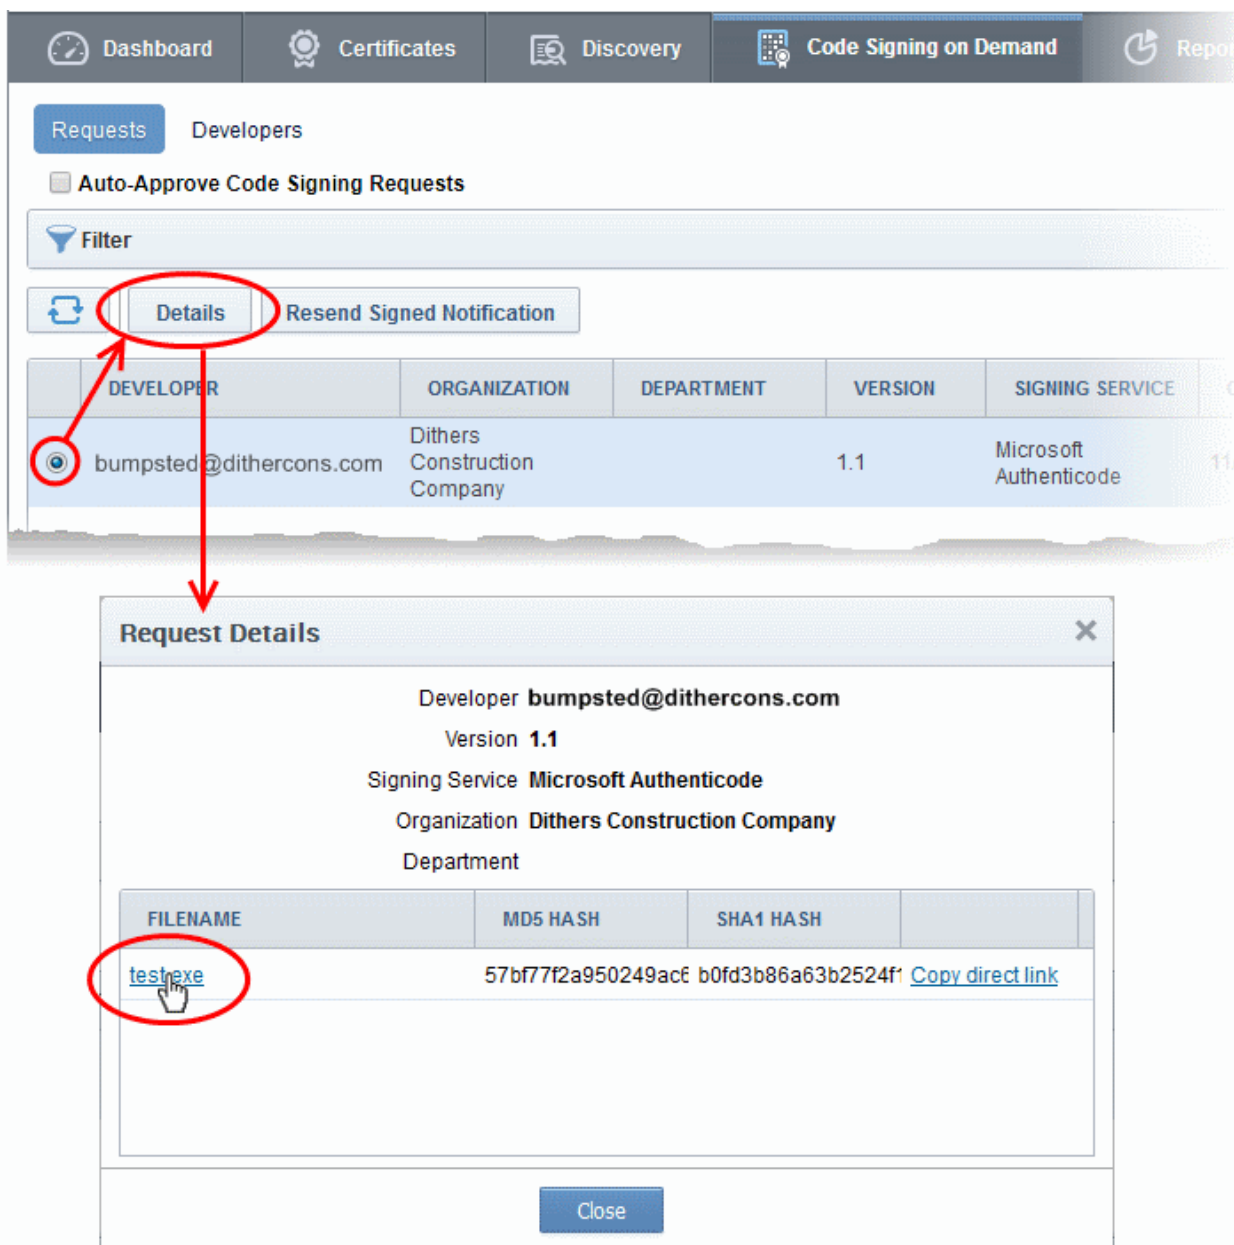 Dashboard Certificates Discovery Code Signing on Demand
Requests Developers
Auto-Approve Code Signing Requests
Filter
Details Resend Signed Notification
DEVELOPER ORGANIZATION DEPARTMENT VERSION SIGNING SERVICE
bumpsted@dithercons.com Dithers Construction Company 1.1 Microsoft Authenticode
Request Details
Developer bumpsted@dithercons.com
Version 1.1
Signing Service Microsoft Authenticode
Organization Dithers Construction Company
Department
FILENAME MD5 HASH SHA1 HASH
test.exe 57bf77f2a950249ac6 b0fd3b86a63b2524f1 Copy direct link
Close